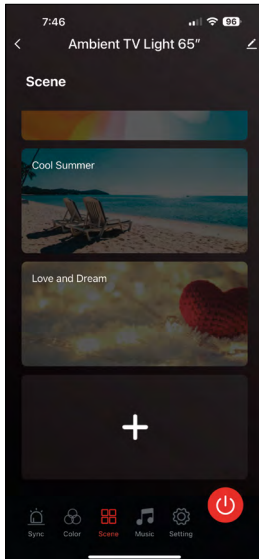 7:46
96
Ambient TV Light 65”
Scene
Cool Summer
Love and Dream
Sync Color Scene Music Setting